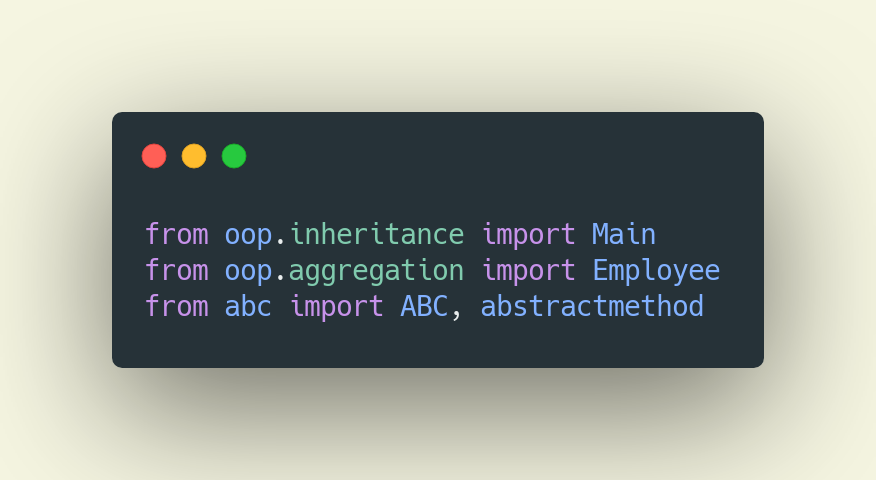 from oop.inheritance import Main
from oop.aggregation import Employee
from abc import ABC, abstractmethod